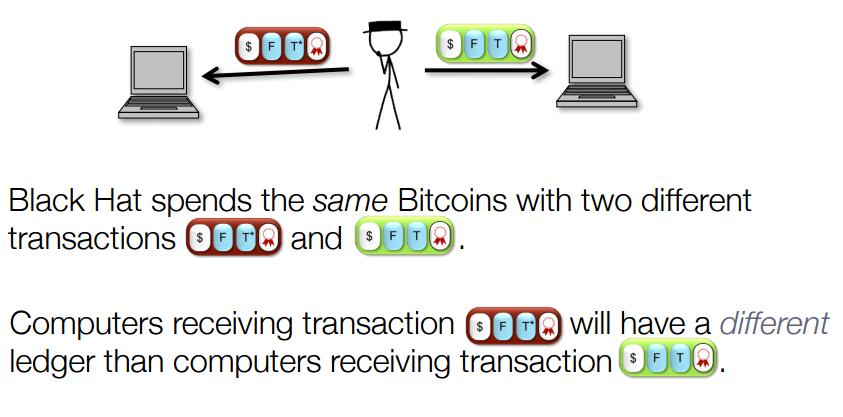 $ F T* $ F T
Black Hat spends the same Bitcoins with two different
transactions $ F T* and $ F T .
Computers receiving transaction $ F T* will have a different
ledger than computers receiving transaction $ F T .